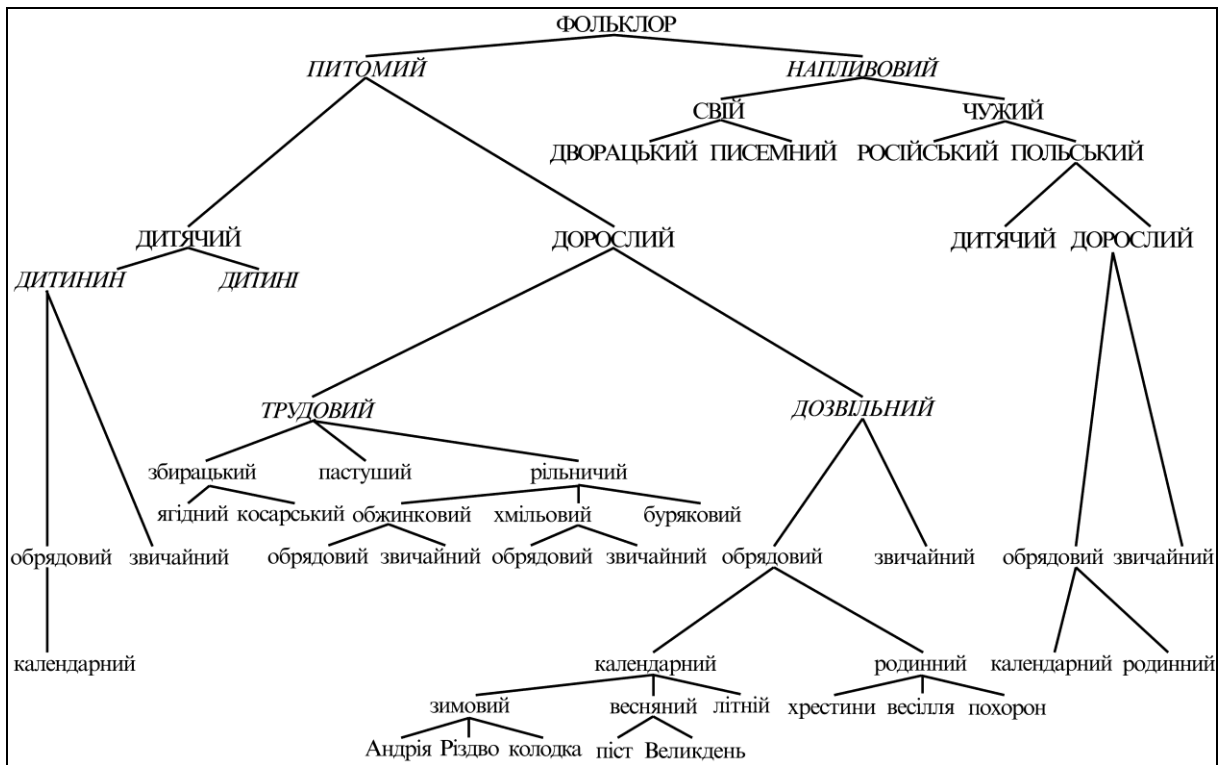 ФОЛЬКЛОР
ПИТОМИЙ НАПЛИВОВИЙ
СВІЙ ЧУЖИЙ
ДВОРАЦЬКИЙ ПИСЕМНИЙ РОСІЙСЬКИЙ ПОЛЬСЬКИЙ
ДИТЯЧИЙ ДОРОСЛИЙ ДИТЯЧИЙ ДОРОСЛИЙ
ДИТИНИН ДИТИНІ
ТРУДОВИЙ ДОЗВІЛЬНИЙ
збирацький пастуший рільничий
ягідний косарський обжинковий хмільовий буряковий
обрядовий звичайний обрядовий звичайний обрядовий звичайний обрядовий звичайний обрядовий звичайний
календарний календарний родинний календарний родинний
зимовий весняний літній хрестини весілля похорон
Андрія Різдво колодка піст Великдень